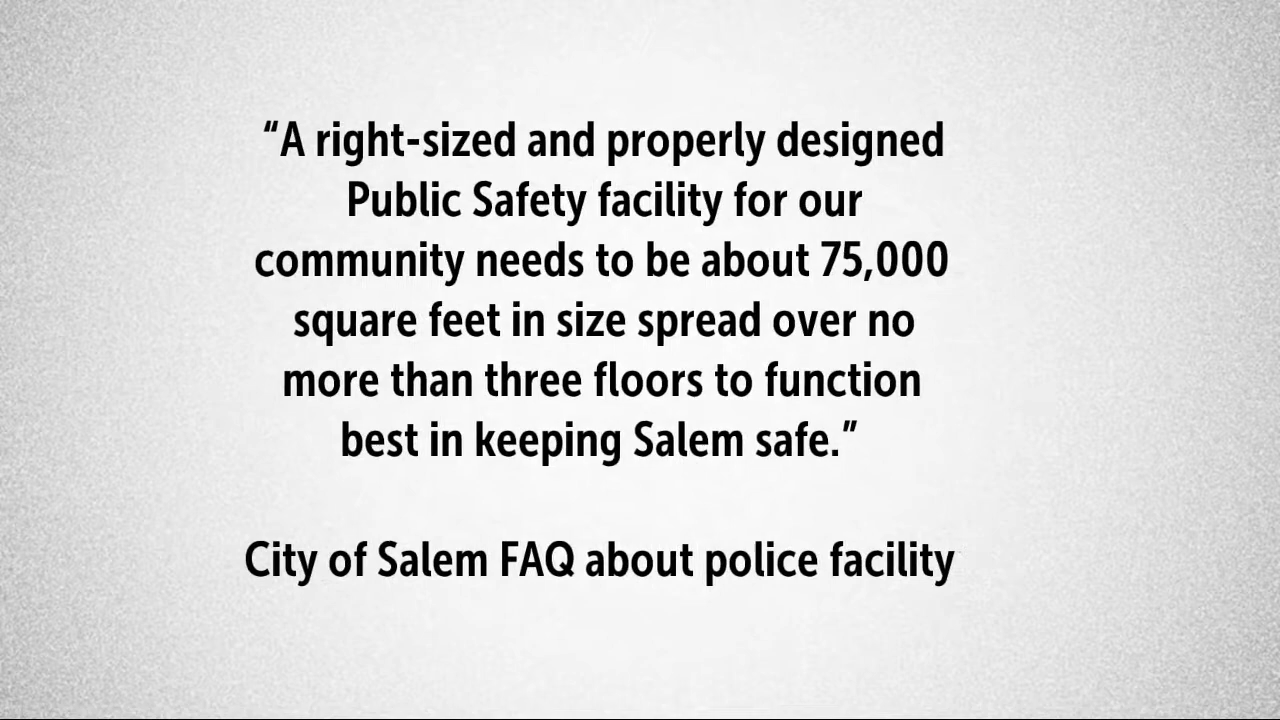 “A right-sized and properly designed
Public Safety facility for our
community needs to be about 75,000
square feet in size spread over no
more than three floors to function
best in keeping Salem safe.”
City of Salem FAQ about police facility